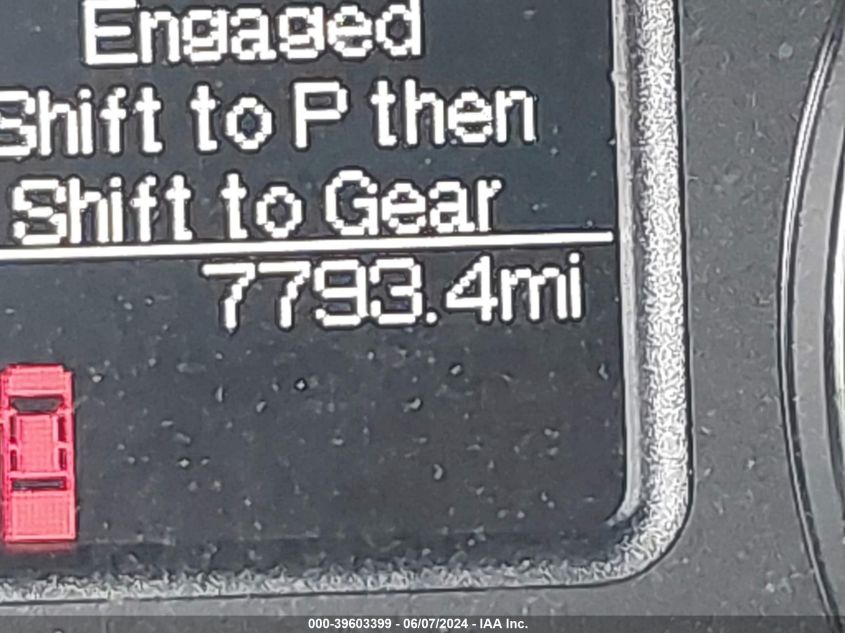 Engaged
Shift to P then
Shift to Gear
7793.4mi
000-39603399 - 06/07/2024 - IAA Inc.